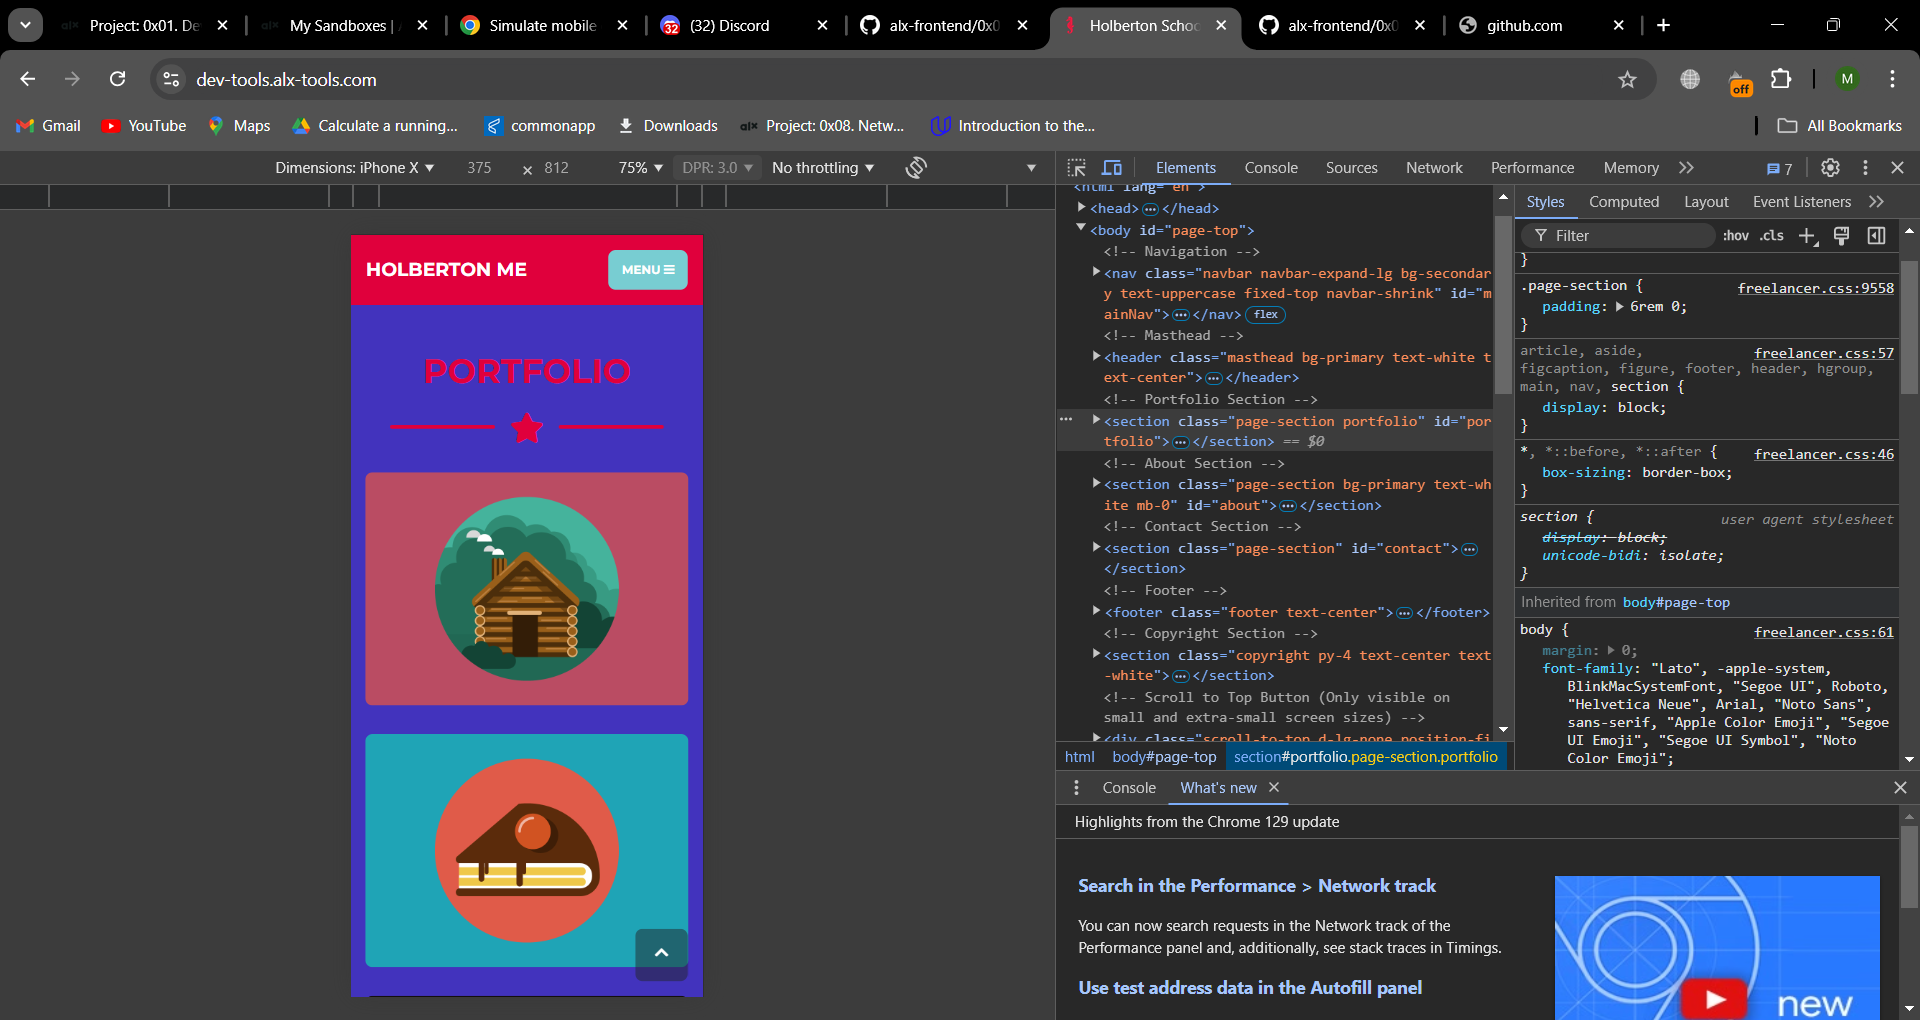 Project: 0x01. De
My Sandboxes |
Simulate mobile
(32) Discord
alx-frontend/0x0
Holberton Schoo
alx-frontend/0x0
github.com
dev-tools.alx-tools.com
off
M
Gmail
YouTube
Maps
Calculate a running...
commonapp
Downloads
alx Project: 0x08. Netw...
Introduction to the...
All Bookmarks
Dimensions: iPhone X
375 × 812
75%
DPR: 3.0
No throttling
HOLBERTON ME
MENU
PORTFOLIO
Elements Console Sources Network Performance Memory
7
<html lang="en">
<head> </head>
<body id="page-top">
<!-- Navigation -->
<nav class="navbar navbar-expand-lg bg-secondar
y text-uppercase fixed-top navbar-shrink" id="m
ainNav"> </nav> flex
<!-- Masthead -->
<header class="masthead bg-primary text-white t
ext-center"> </header>
<!-- Portfolio Section -->
<section class="page-section portfolio" id="por
tfolio"> </section> == $0
<!-- About Section -->
<section class="page-section bg-primary text-wh
ite mb-0" id="about"> </section>
<!-- Contact Section -->
<section class="page-section" id="contact">
</section>
<!-- Footer -->
<footer class="footer text-center"> </footer>
<!-- Copyright Section -->
<section class="copyright py-4 text-center text
-white"> </section>
<!-- Scroll to Top Button (Only visible on
small and extra-small screen sizes) -->
<div class="scroll-to-top d-lg-none position-fi
html body#page-top section#portfolio.page-section.portfolio
Styles Computed Layout Event Listeners
Filter
:hov .cls
}
.page-section {
freelancer.css:9558
padding: 6rem 0;
}
article, aside,
freelancer.css:57
figcaption, figure, footer, header, hgroup,
main, nav, section {
display: block;
}
*, *::before, *::after {
freelancer.css:46
box-sizing: border-box;
}
section {
user agent stylesheet
display: block;
unicode-bidi: isolate;
}
Inherited from body#page-top
body {
freelancer.css:61
margin: 0;
font-family: "Lato", -apple-system,
BlinkMacSystemFont, "Segoe UI", Roboto,
"Helvetica Neue", Arial, "Noto Sans",
sans-serif, "Apple Color Emoji", "Segoe
UI Emoji", "Segoe UI Symbol", "Noto
Color Emoji";
Console What's new
Highlights from the Chrome 129 update
Search in the Performance > Network track
You can now search requests in the Network track of the
Performance panel and, additionally, see stack traces in Timings.
Use test address data in the Autofill panel
new